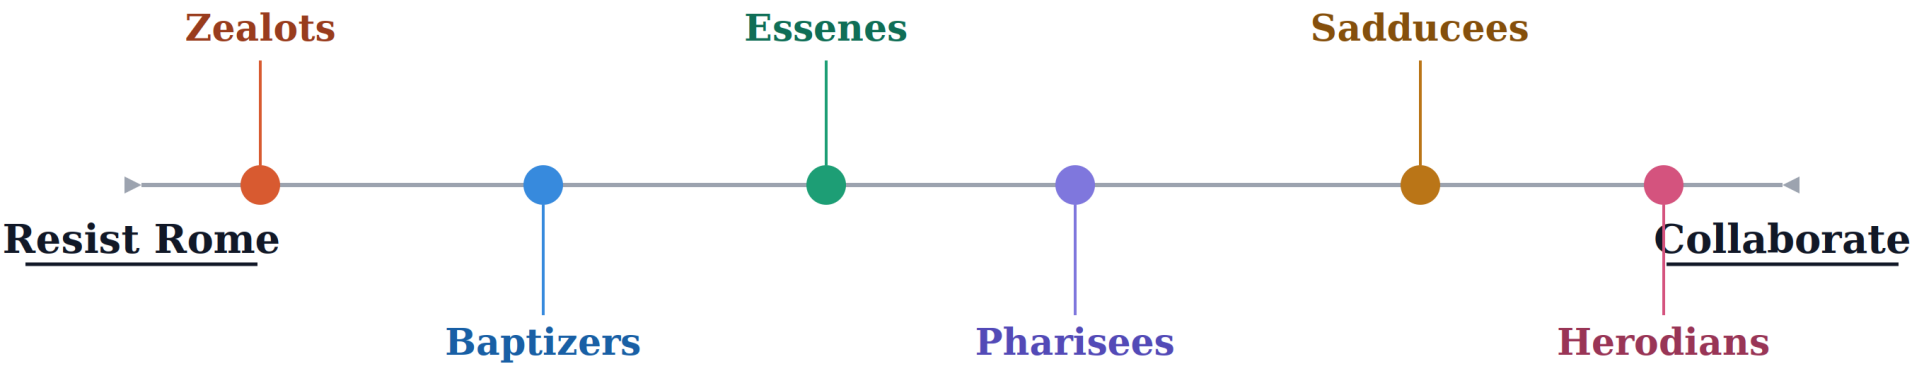 Zealots
Essenes
Sadducees
Resist Rome
Collaborate
Baptizers
Pharisees
Herodians